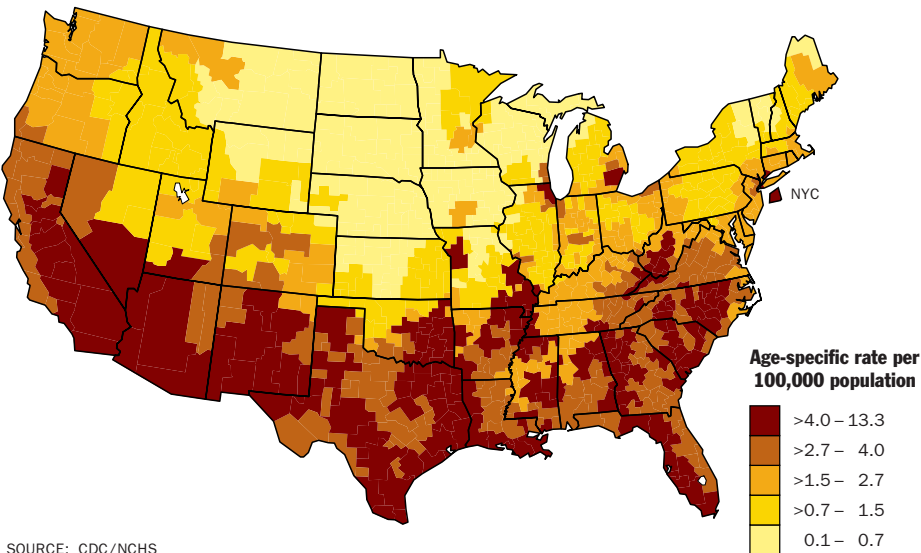 NYC
Age-specific rate per
100,000 population
>4.0 – 13.3
>2.7 – 4.0
>1.5 – 2.7
>0.7 – 1.5
0.1 – 0.7
SOURCE: CDC/NCHS